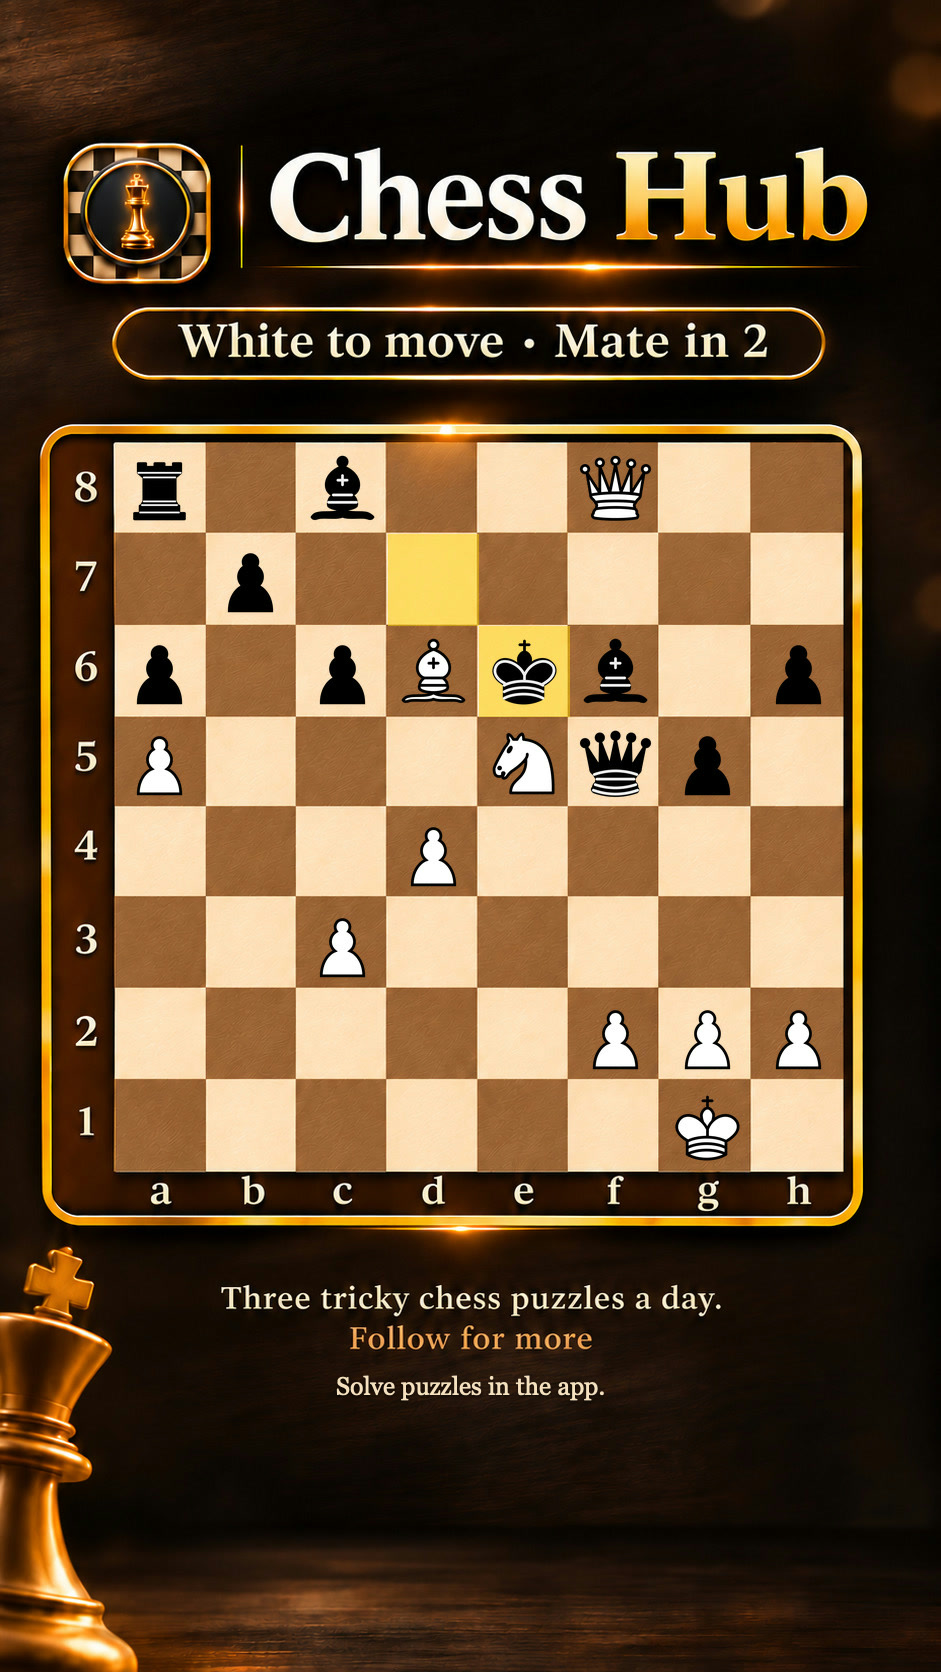 Chess Hub
White to move • Mate in 2
8
7
6
5
4
3
2
1
a b c d e f g h
Three tricky chess puzzles a day.
Follow for more
Solve puzzles in the app.